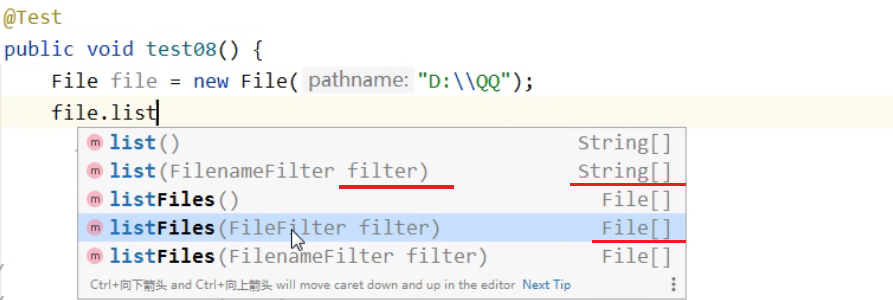 @Test
public void test08() {
File file = new File( pathname: "D:\\QQ");
file.list
m list() String[]
m list(FilenameFilter filter) String[]
m listFiles() File[]
m listFiles(FileFilter filter) File[]
m listFiles(FilenameFilter filter) File[]
Ctrl+向下箭头 and Ctrl+向上箭头 will move caret down and up in the editor Next Tip